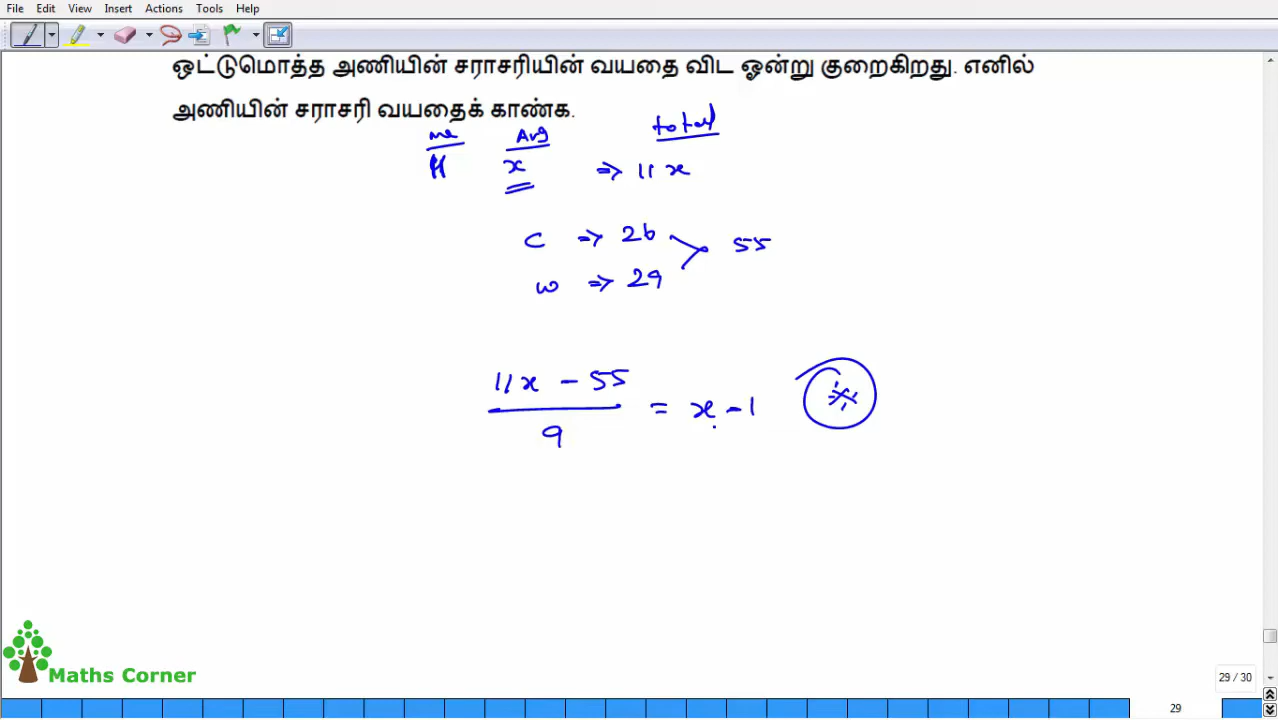 File Edit View Insert Actions Tools Help
ஒட்டுமொத்த அணியின் சராசரியின் வயதை விட ஒன்று குறைகிறது. எனில்
அணியின் சராசரி வயதைக் காண்க.
Avg total
11 x ⇒ 11x
C ⇒ 26 55
w ⇒ 29
11x - 55
= x - 1
9
Maths Corner
29 / 30
29